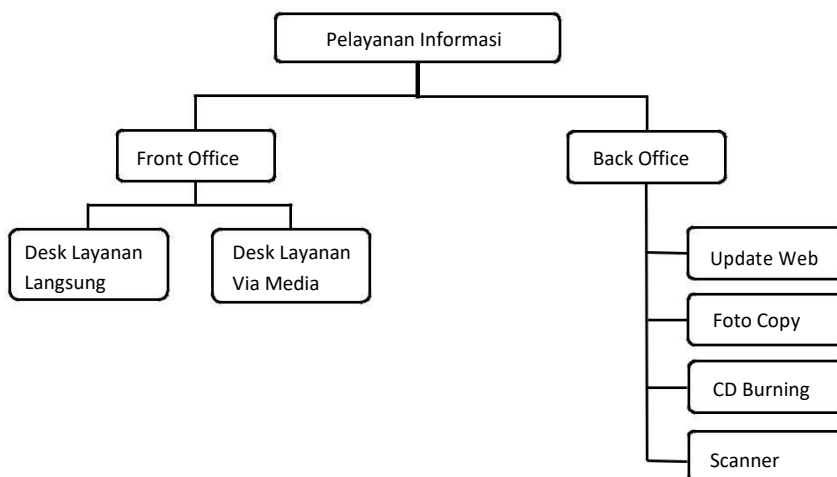 Pelayanan Informasi
Front Office
Back Office
Desk Layanan
Langsung
Desk Layanan
Via Media
Update Web
Foto Copy
CD Burning
Scanner